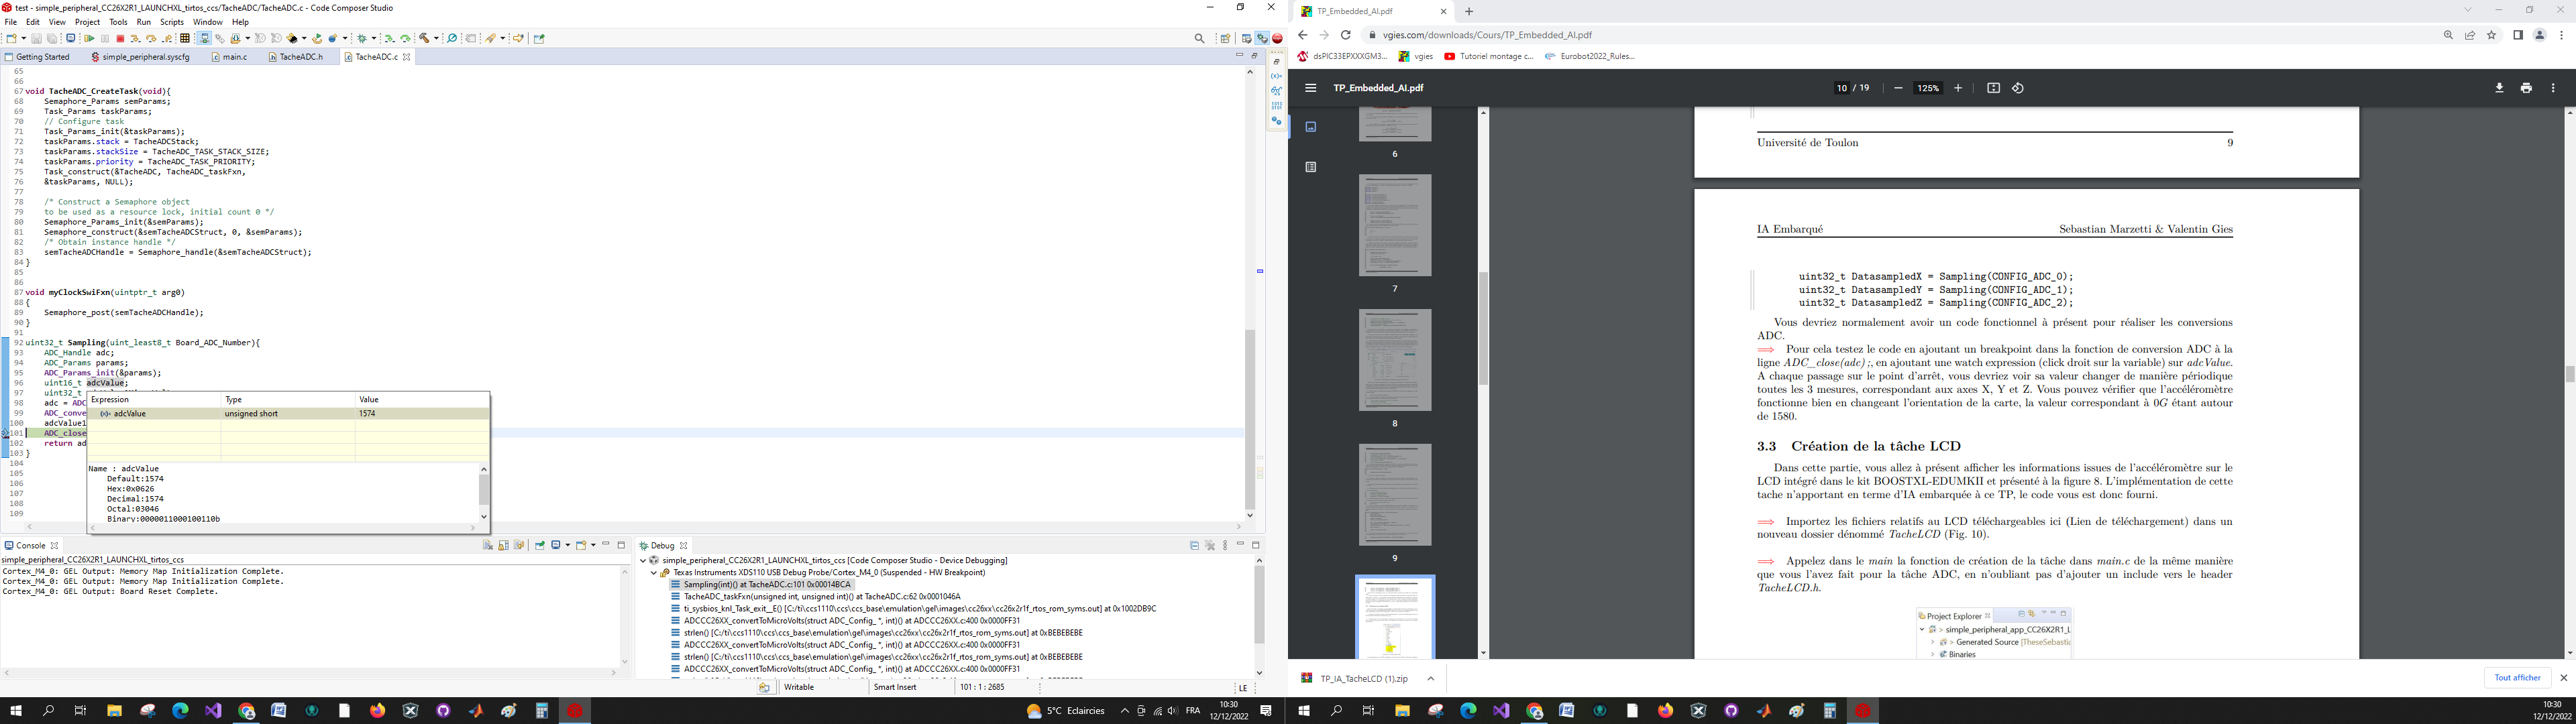 test - simple_peripheral_CC26X2R1_LAUNCHXL_tirtos_ccs/TacheADC/TacheADC.c - Code Composer Studio
File Edit View Project Tools Run Scripts Window Help
Getting Started simple_peripheral.syscfg main.c TacheADC.h TacheADC.c
65
66
67 void TacheADC_CreateTask(void){
68 Semaphore_Params semParams;
69 Task_Params taskParams;
70 // Configure task
71 Task_Params_init(&taskParams);
72 taskParams.stack = TacheADCStack;
73 taskParams.stackSize = TacheADC_TASK_STACK_SIZE;
74 taskParams.priority = TacheADC_TASK_PRIORITY;
75 Task_construct(&TacheADC, TacheADC_taskFxn,
76 &taskParams, NULL);
77
78 /* Construct a Semaphore object
79 to be used as a resource lock, initial count 0 */
80 Semaphore_Params_init(&semParams);
81 Semaphore_construct(&semTacheADCStruct, 0, &semParams);
82 /* Obtain instance handle */
83 semTacheADCHandle = Semaphore_handle(&semTacheADCStruct);
84 }
85
86
87 void myClockSwiFxn(uintptr_t arg0)
88 {
89 Semaphore_post(semTacheADCHandle);
90 }
91
92 uint32_t Sampling(uint_least8_t Board_ADC_Number){
93 ADC_Handle adc;
94 ADC_Params params;
95 ADC_Params_init(&params);
96 uint16_t adcValue;
97 uint32_t
98 adc = ADC
99 ADC_conve
100 adcValue1
101 ADC_close
102 return ad
103 }
104
105
106
107
108
109
Expression Type Value
(x)= adcValue unsigned short 1574
Name : adcValue
Default:1574
Hex:0x0626
Decimal:1574
Octal:03046
Binary:0000011000100110b
Console
simple_peripheral_CC26X2R1_LAUNCHXL_tirtos_ccs
Cortex_M4_0: GEL Output: Memory Map Initialization Complete.
Cortex_M4_0: GEL Output: Memory Map Initialization Complete.
Cortex_M4_0: GEL Output: Board Reset Complete.
Debug
simple_peripheral_CC26X2R1_LAUNCHXL_tirtos_ccs [Code Composer Studio - Device Debugging]
Texas Instruments XDS110 USB Debug Probe/Cortex_M4_0 (Suspended - HW Breakpoint)
Sampling(int)() at TacheADC.c:101 0x00014BCA
TacheADC_taskFxn(unsigned int, unsigned int)() at TacheADC.c:62 0x0001046A
ti_sysbios_knl_Task_exit__E() [C:/ti\ccs1110\ccs\ccs_base\emulation\gel\images\cc26xx\cc26x2r1f_rtos_rom_syms.out] at 0x1002DB9C
ADCCC26XX_convertToMicroVolts(struct ADC_Config_ *, int)() at ADCCC26XX.c:400 0x0000FF31
strlen() [C:/ti\ccs1110\ccs\ccs_base\emulation\gel\images\cc26xx\cc26x2r1f_rtos_rom_syms.out] at 0xBEBEBEBE
ADCCC26XX_convertToMicroVolts(struct ADC_Config_ *, int)() at ADCCC26XX.c:400 0x0000FF31
strlen() [C:/ti\ccs1110\ccs\ccs_base\emulation\gel\images\cc26xx\cc26x2r1f_rtos_rom_syms.out] at 0xBEBEBEBE
ADCCC26XX_convertToMicroVolts(struct ADC_Config_ *, int)() at ADCCC26XX.c:400 0x0000FF31
Writable Smart Insert 101 : 1 : 2685 LE
5°C Eclaircies FRA 10:30
12/12/2022
TP_Embedded_AI.pdf
vgies.com/downloads/Cours/TP_Embedded_AI.pdf
dsPIC33EPXXXGM3... vgies Tutoriel montage c... Eurobot2022_Rules...
TP_Embedded_AI.pdf 10 / 19 125%
6
7
8
9
Université de Toulon 9
IA Embarqué Sebastian Marzetti & Valentin Gies
uint32_t DatasampledX = Sampling(CONFIG_ADC_0);
uint32_t DatasampledY = Sampling(CONFIG_ADC_1);
uint32_t DatasampledZ = Sampling(CONFIG_ADC_2);
Vous devriez normalement avoir un code fonctionnel à présent pour réaliser les conversions
ADC.
⟹ Pour cela testez le code en ajoutant un breakpoint dans la fonction de conversion ADC à la
ligne ADC_close(adc) ;, en ajoutant une watch expression (click droit sur la variable) sur adcValue.
A chaque passage sur le point d'arrêt, vous devriez voir sa valeur changer de manière périodique
toutes les 3 mesures, correspondant aux axes X, Y et Z. Vous pouvez vérifier que l'accéléromètre
fonctionne bien en changeant l'orientation de la carte, la valeur correspondant à 0G étant autour
de 1580.
3.3 Création de la tâche LCD
Dans cette partie, vous allez à présent afficher les informations issues de l'accéléromètre sur le
LCD intégré dans le kit BOOSTXL-EDUMKII et présenté à la figure 8. L'implémentation de cette
tache n'apportant en terme d'IA embarquée à ce TP, le code vous est donc fourni.
⟹ Importez les fichiers relatifs au LCD téléchargeables ici (Lien de téléchargement) dans un
nouveau dossier dénommé TacheLCD (Fig. 10).
⟹ Appelez dans le main la fonction de création de la tâche dans main.c de la même manière
que vous l'avez fait pour la tâche ADC, en n'oubliant pas d'ajouter un include vers le header
TacheLCD.h.
Project Explorer
> simple_peripheral_app_CC26X2R1_L
> Generated Source [TheseSebastia
Binaries
TP_IA_TacheLCD (1).zip Tout afficher
10:30
12/12/2022